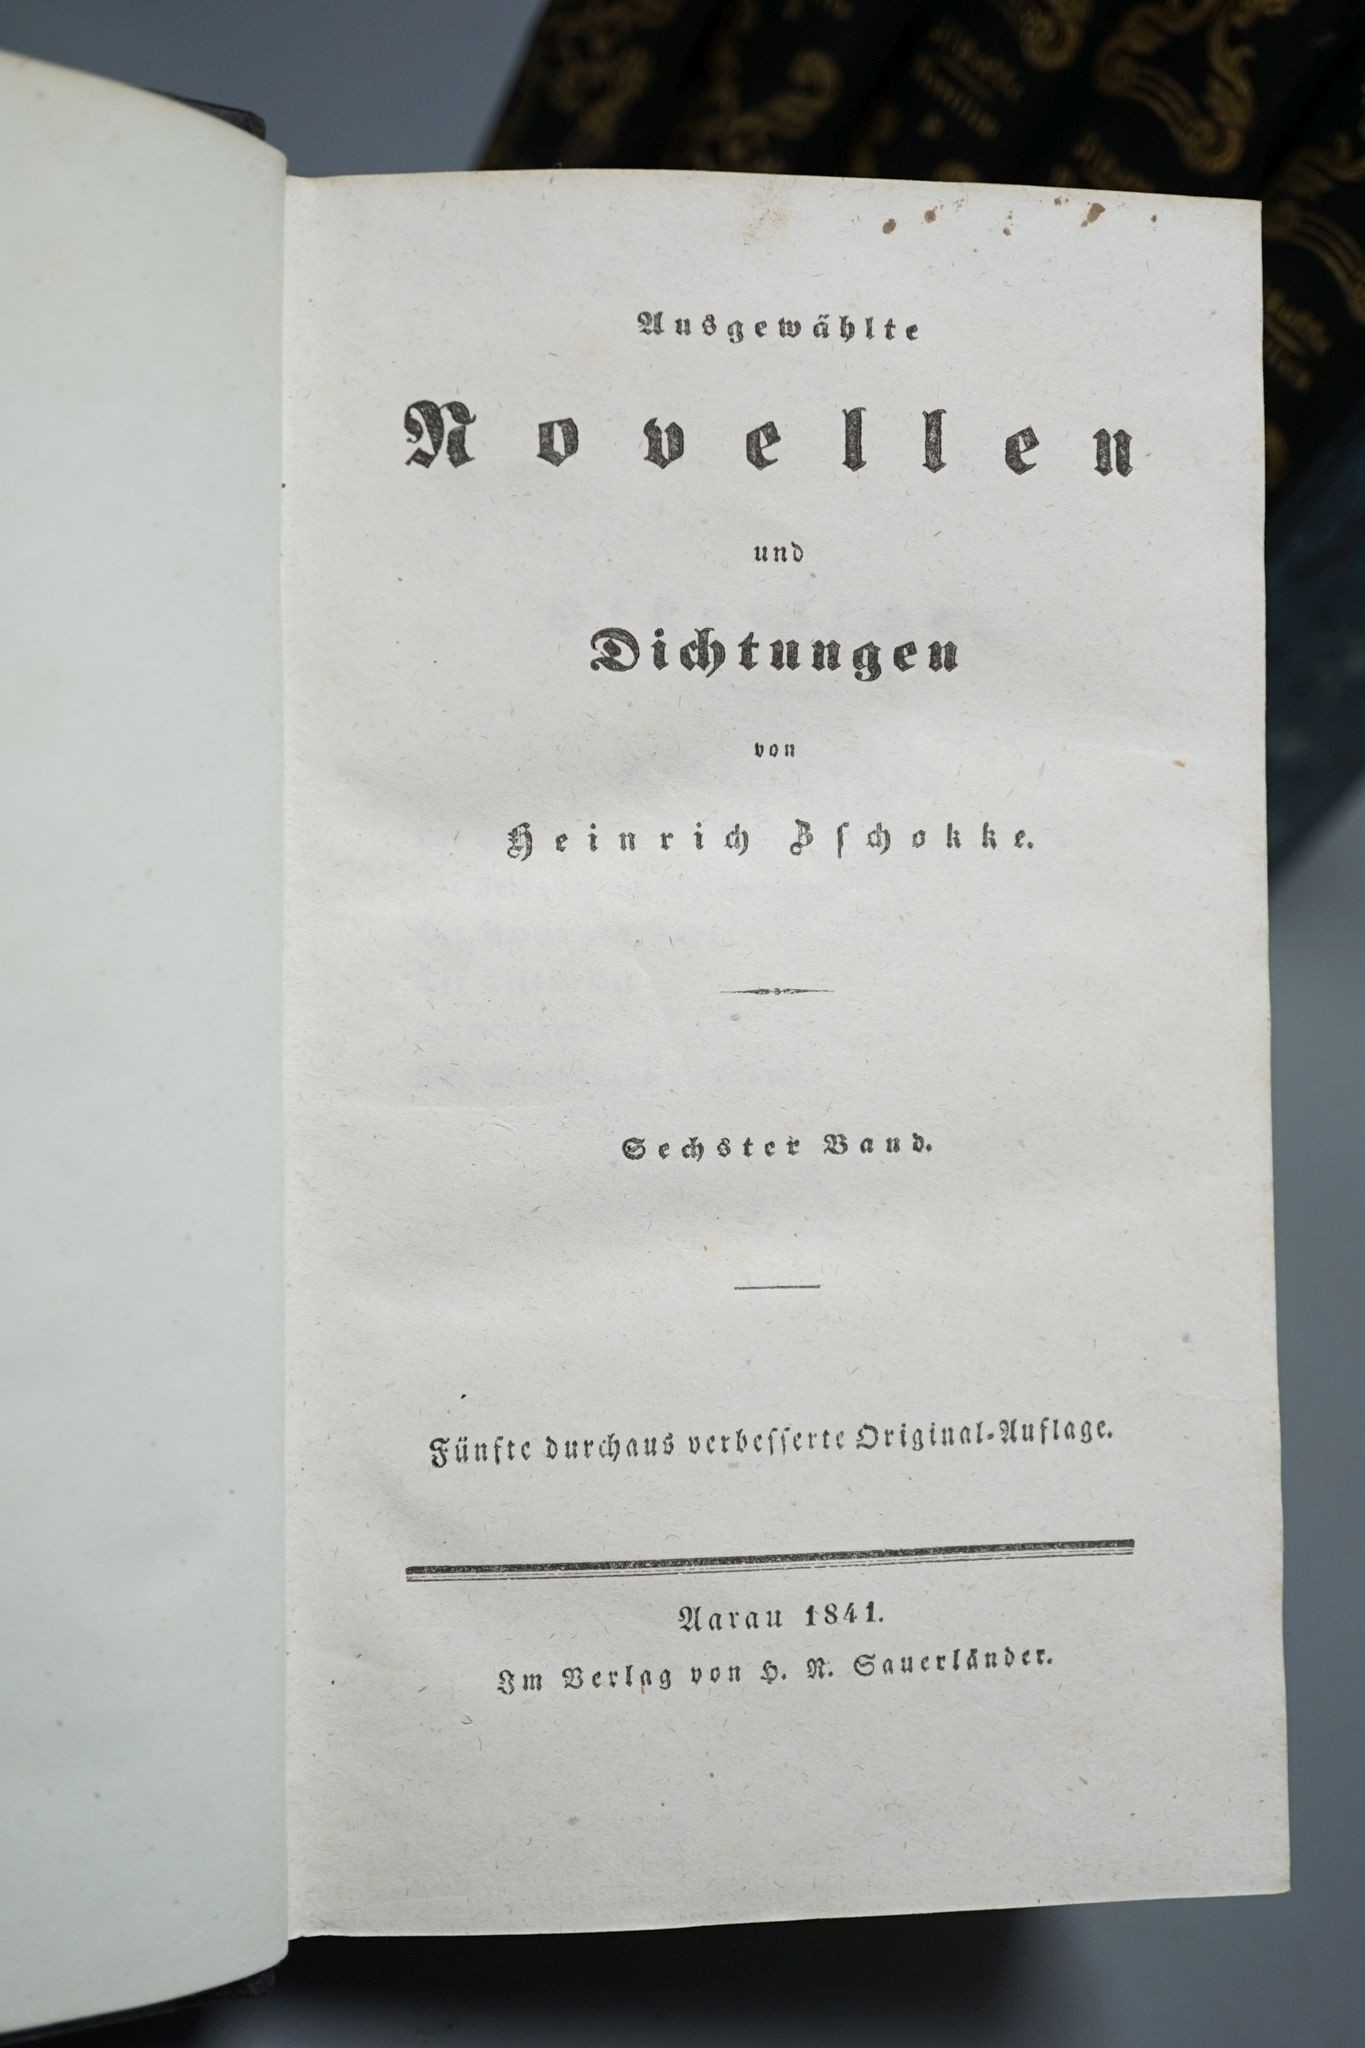 Ausgewählte
Novellen
und
Dichtungen
von
Heinrich Zschokke.
Sechster Band.
Fünfte durchaus verbesserte Original-Auflage.
Aarau 1841.
Im Verlag von H. R. Sauerländer.